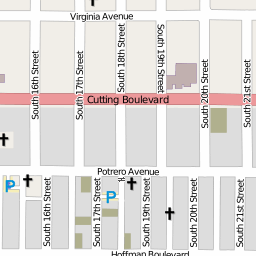 Virginia Avenue
South 16th Street
South 17th Street
South 18th Street
South 19th Street
South 20th Street
South 21st Street
Cutting Boulevard
Potrero Avenue
P
P
South 16th Street
South 17th Street
South 19th Street
South 20th Street
South 21st Street
Hoffman Boulevard